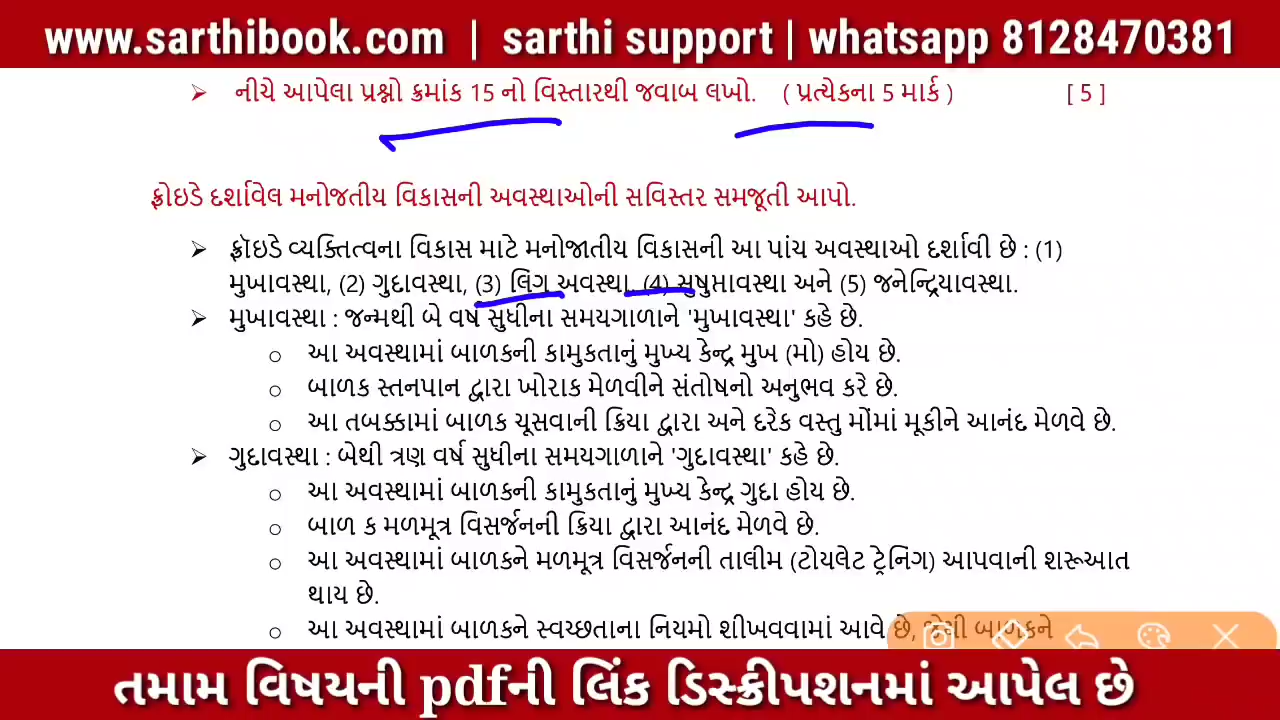 www.sarthibook.com | sarthi support | whatsapp 8128470381
➢ નીચે આપેલા પ્રશ્નો ક્રમાંક 15 નો વિસ્તારથી જવાબ લખો. ( પ્રત્યેકના 5 માર્ક ) [ 5 ]
ફ્રોઇડે દર્શાવેલ મનોજતીય વિકાસની અવસ્થાઓની સવિસ્તર સમજૂતી આપો.
➢ ફ્રૉઇડે વ્યક્તિત્વના વિકાસ માટે મનોજાતીય વિકાસની આ પાંચ અવસ્થાઓ દર્શાવી છે : (1)
મુખાવસ્થા, (2) ગુદાવસ્થા, (3) લિંગ અવસ્થા, (4) સુષુપ્તાવસ્થા અને (5) જનેન્દ્રિયાવસ્થા.
➢ મુખાવસ્થા : જન્મથી બે વર્ષ સુધીના સમયગાળાને 'મુખાવસ્થા' કહે છે.
o આ અવસ્થામાં બાળકની કામુકતાનું મુખ્ય કેન્દ્ર મુખ (મો) હોય છે.
o બાળક સ્તનપાન દ્વારા ખોરાક મેળવીને સંતોષનો અનુભવ કરે છે.
o આ તબક્કામાં બાળક ચૂસવાની ક્રિયા દ્વારા અને દરેક વસ્તુ મોંમાં મૂકીને આનંદ મેળવે છે.
➢ ગુદાવસ્થા : બેથી ત્રણ વર્ષ સુધીના સમયગાળાને 'ગુદાવસ્થા' કહે છે.
o આ અવસ્થામાં બાળકની કામુકતાનું મુખ્ય કેન્દ્ર ગુદા હોય છે.
o બાળ ક મળમૂત્ર વિસર્જનની ક્રિયા દ્વારા આનંદ મેળવે છે.
o આ અવસ્થામાં બાળકને મળમૂત્ર વિસર્જનની તાલીમ (ટોયલેટ ટ્રેનિંગ) આપવાની શરૂઆત
થાય છે.
o આ અવસ્થામાં બાળકને સ્વચ્છતાના નિયમો શીખવવામાં આવે છે, જેથી બાળકને
તમામ વિષયની pdfની લિંક ડિસ્ક્રીપશનમાં આપેલ છે